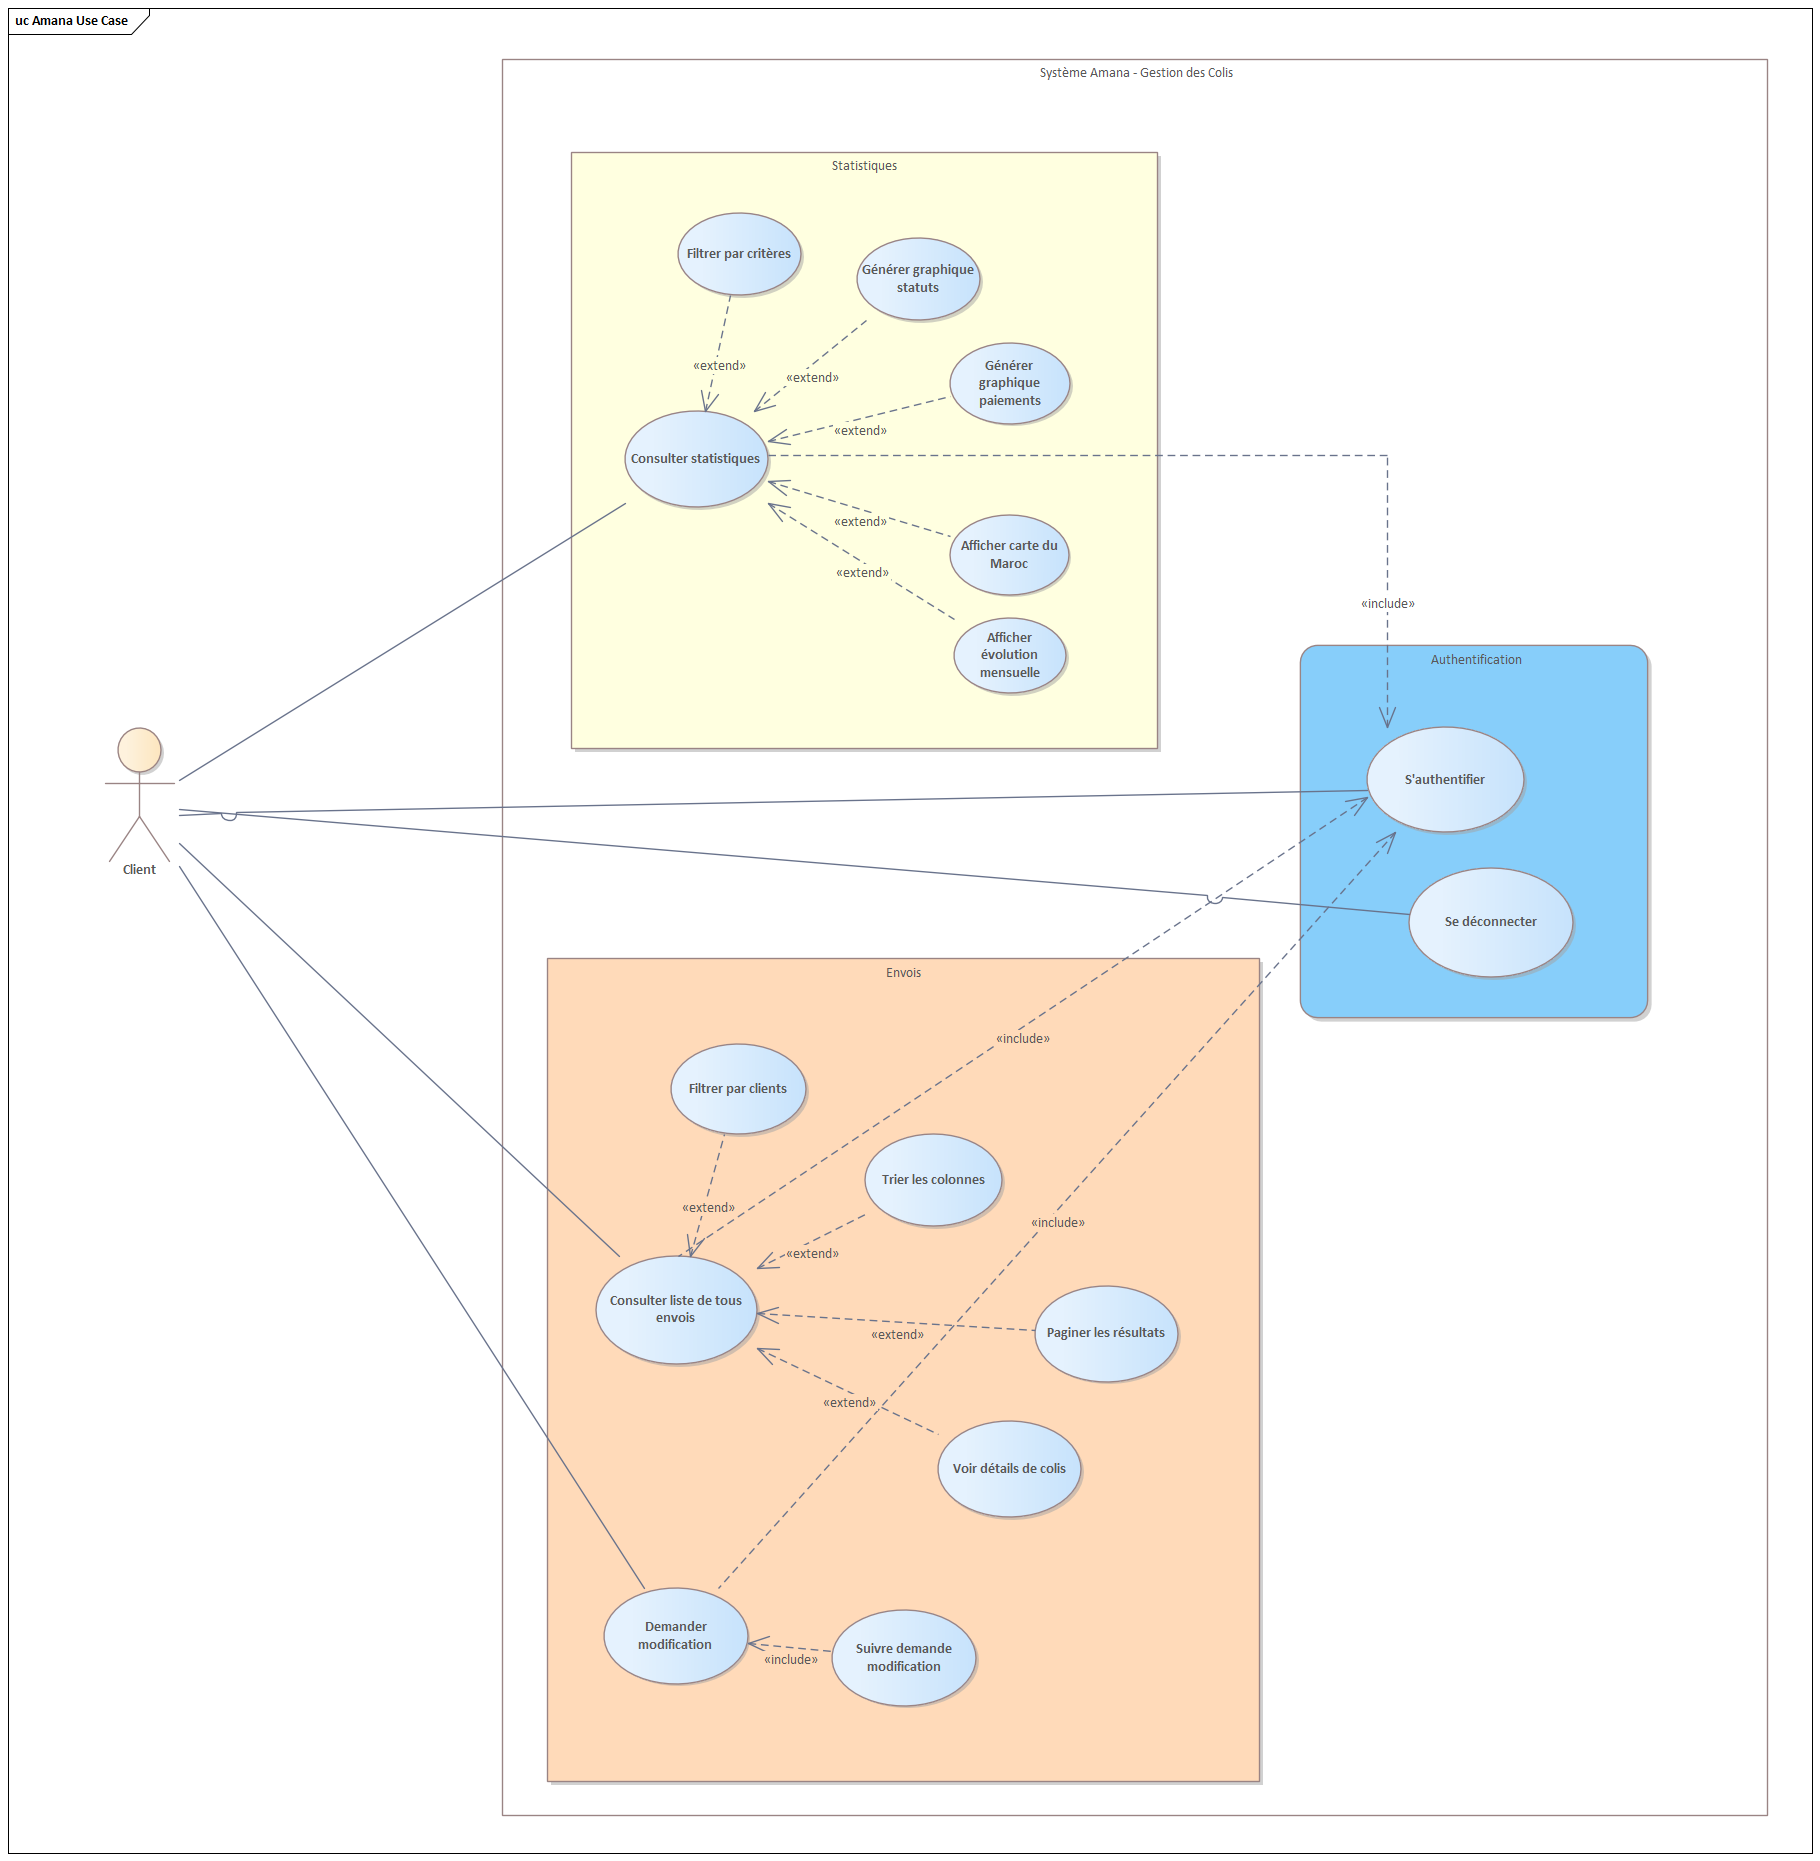 uc Amana Use Case
Système Amana - Gestion des Colis
Statistiques
Filtrer par critères
Générer graphique
statuts
Générer
graphique
paiements
«extend»
«extend»
«extend»
Consulter statistiques
«extend»
Afficher carte du
Maroc
«extend»
«include»
Afficher
évolution
mensuelle
Authentification
S'authentifier
Client
Se déconnecter
Envois
«include»
Filtrer par clients
Trier les colonnes
«extend»
«include»
«extend»
Consulter liste de tous
envois
Paginer les résultats
«extend»
«extend»
Voir détails de colis
Demander
modification
Suivre demande
modification
«include»